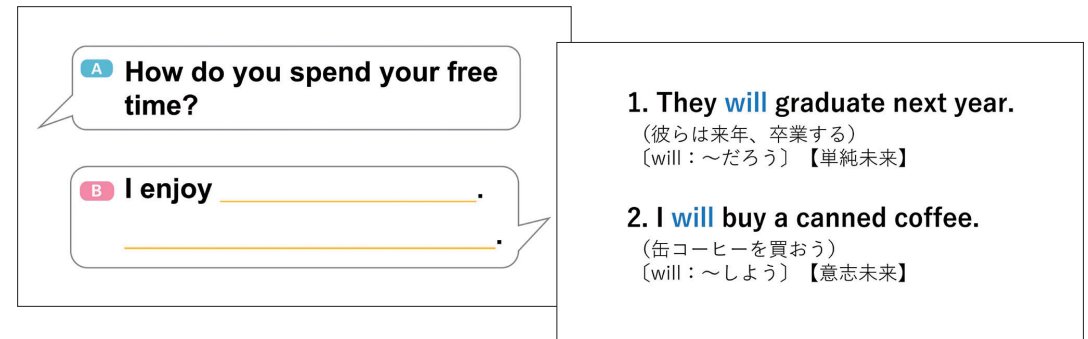 A How do you spend your free
time?
B I enjoy ____________________.
_____________________________.
1. They will graduate next year.
（彼らは来年、卒業する）
〔will：～だろう〕【単純未来】
2. I will buy a canned coffee.
（缶コーヒーを買おう）
〔will：～しよう〕【意志未来】